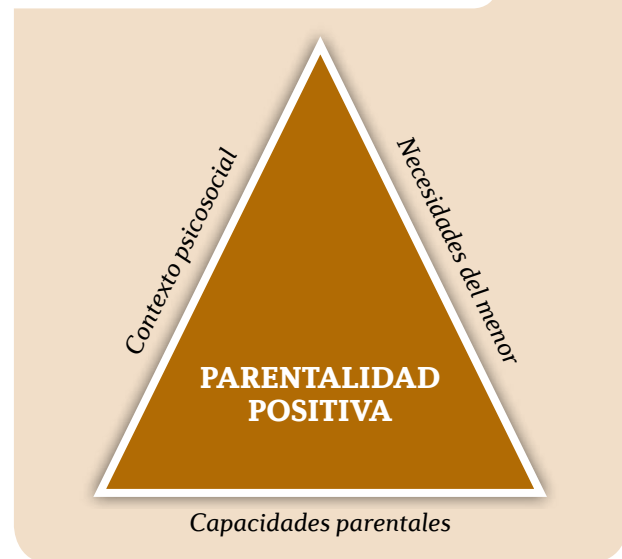 Contexto psicosocial
Necesidades del menor
PARENTALIDAD
POSITIVA
Capacidades parentales